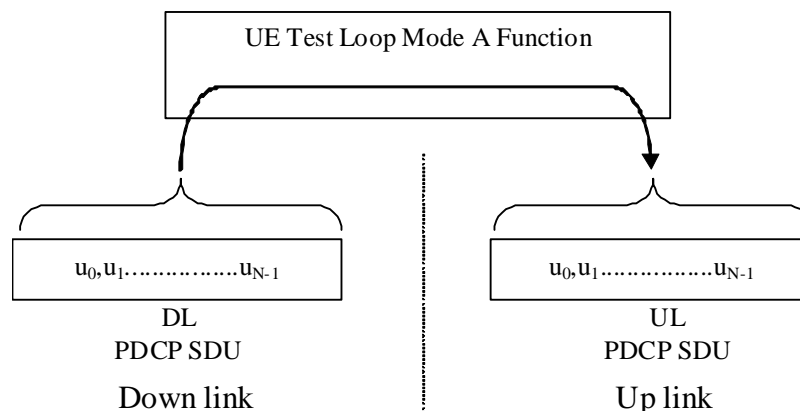 UE Test Loop Mode A Function
u0,u1.................uN-1
u0,u1.................uN-1
DL
PDCP SDU
UL
PDCP SDU
Down link
Up link